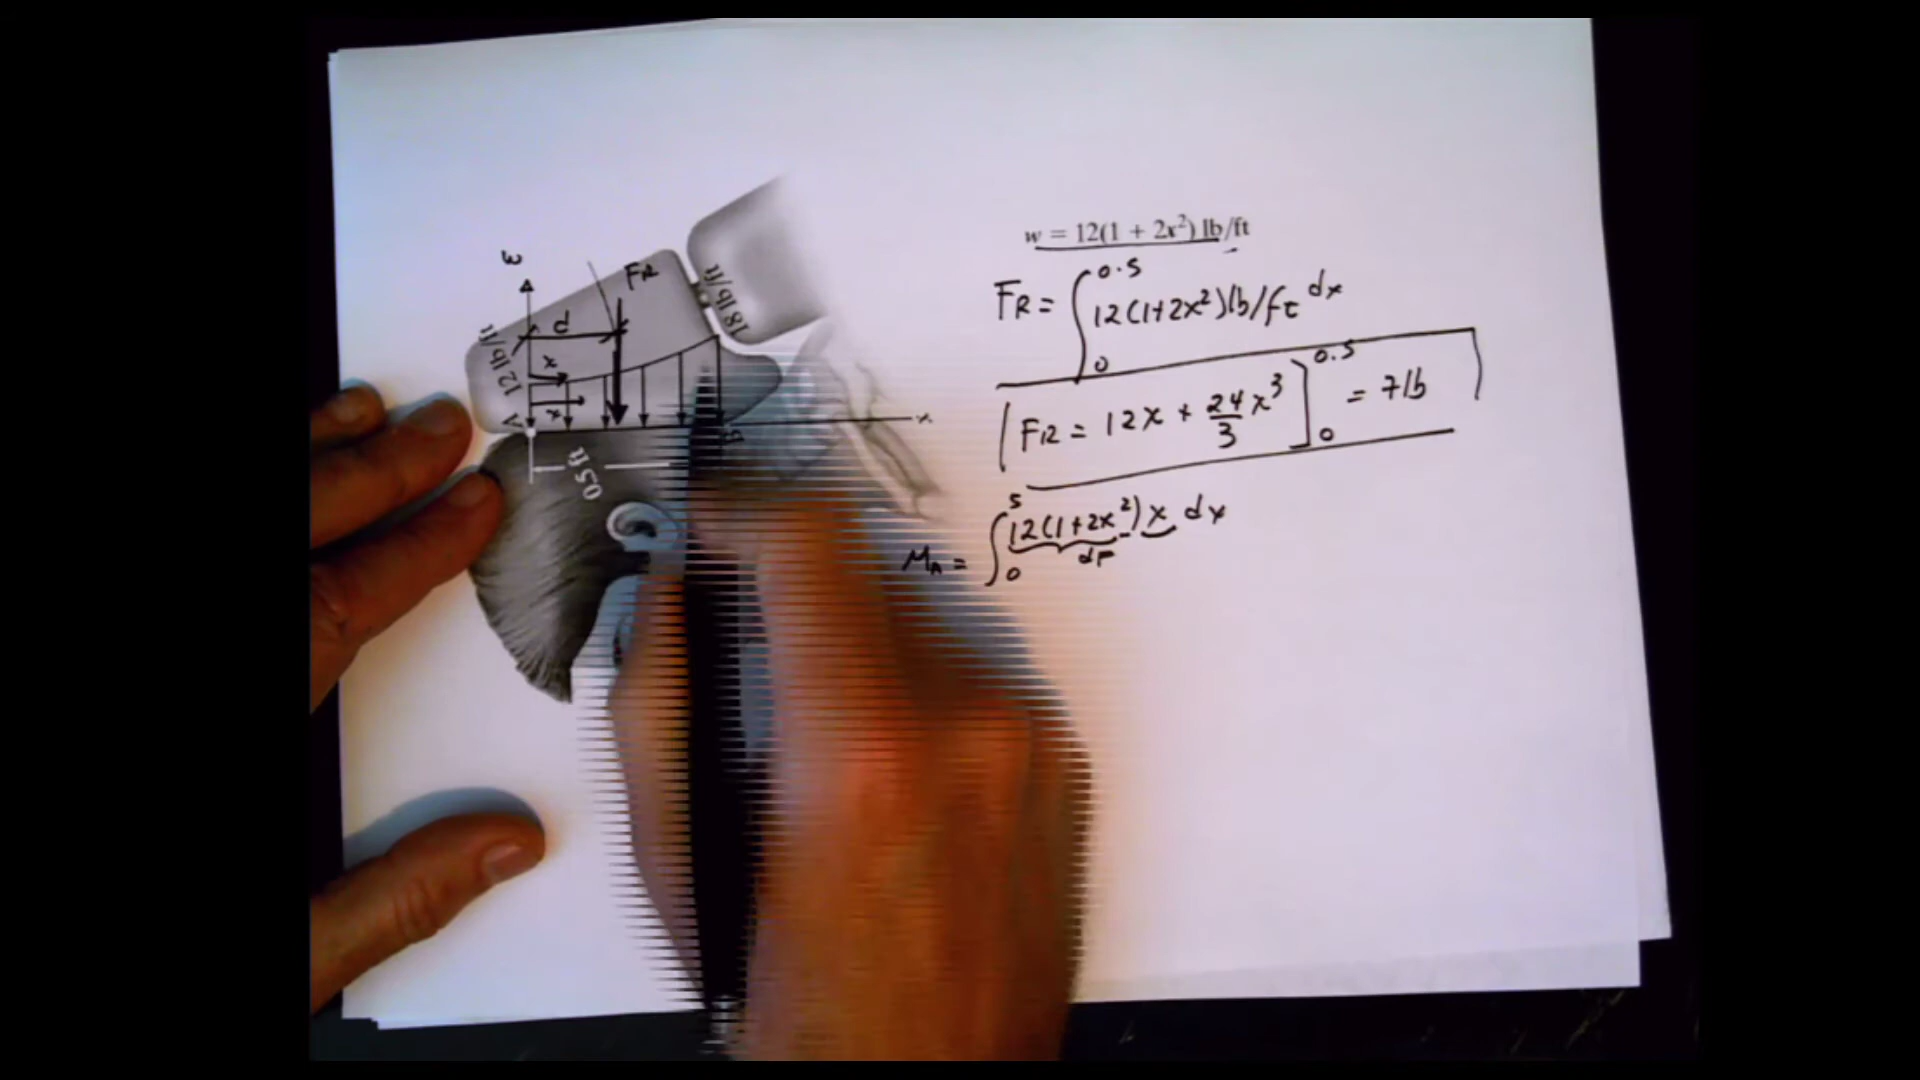 w = 12(1 + 2x²) lb/ft
FR = ∫₀^0.5 12(1+2x²) lb/ft dx
FR = 12x + 24/3 x³ ]₀^0.5 = 7 lb
MA = ∫₀^5 12(1+2x²) x dx
dF
ω
FR
d
18 lb/ft
12 lb/ft
x
x
A
x
B
0.5 ft